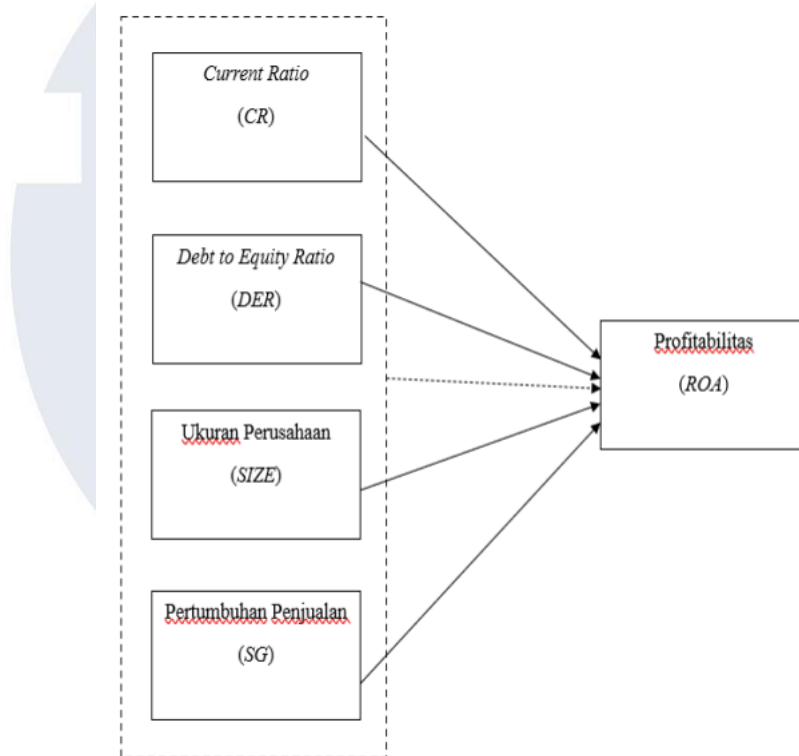 Current Ratio
(CR)
Debt to Equity Ratio
(DER)
Ukuran Perusahaan
(SIZE)
Pertumbuhan Penjualan
(SG)
Profitabilitas
(ROA)